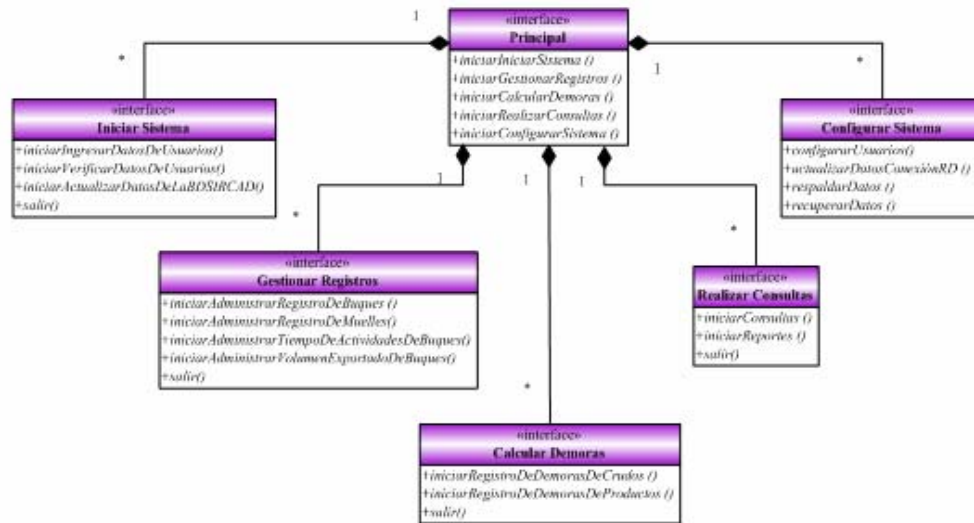 «interface»
Principal
+iniciarIniciarSistema ()
+iniciarGestionarRegistros ()
+iniciarCalcularDemoras ()
+iniciarRealizarConsultas ()
+iniciarConfigurarSistema ()
1
*
1
*
«interface»
Iniciar Sistema
+iniciarIngresarDatosDeUsuarios()
+iniciarVerificarDatosDeUsuarios()
+iniciarActualizarDatosDeLaBDSIRCAD()
+salir()
«interface»
Configurar Sistema
+configurarUsuarios()
+actualizarDatosConexiónBD ()
+respaldarDatos ()
+recuperarDatos ()
1
*
1
*
1
*
«interface»
Gestionar Registros
+iniciarAdministrarRegistroDeBuques ()
+iniciarAdministrarRegistroDeMuelles()
+iniciarAdministrarTiempoDeActividadesDeBuques()
+iniciarAdministrarVolumenExportadoDeBuques()
+salir()
«interface»
Realizar Consultas
+iniciarConsultas ()
+iniciarReportes ()
+salir()
«interface»
Calcular Demoras
+iniciarRegistroDeDemorasDeCrudos ()
+iniciarRegistroDeDemorasDeProductos ()
+salir()